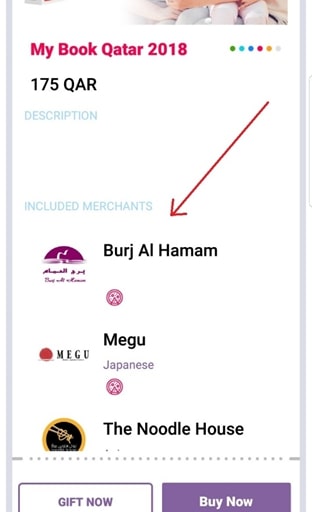 My Book Qatar 2018
175 QAR
DESCRIPTION
INCLUDED MERCHANTS
Burj Al Hamam
برج الحمام
Burj Al Hamam
Megu
MEGU
Japanese
The Noodle House
GIFT NOW
Buy Now